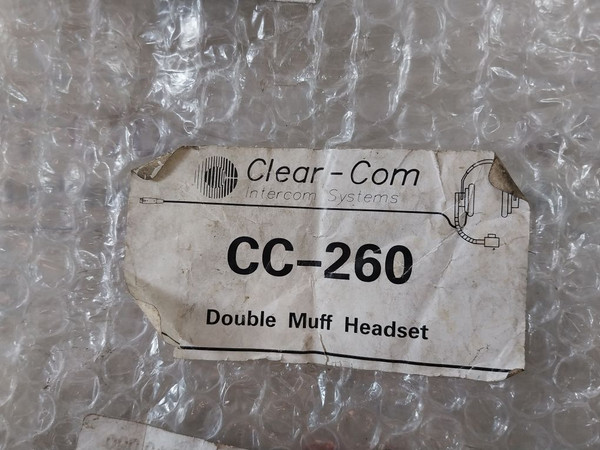 Clear-Com
Intercom Systems
CC-260
Double Muff Headset